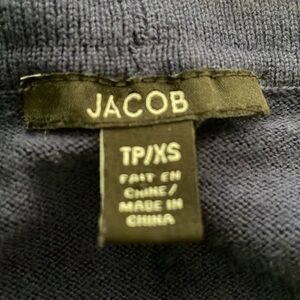 JACOB
TP/XS
FAIT EN
CHINE/
MADE IN
CHINA